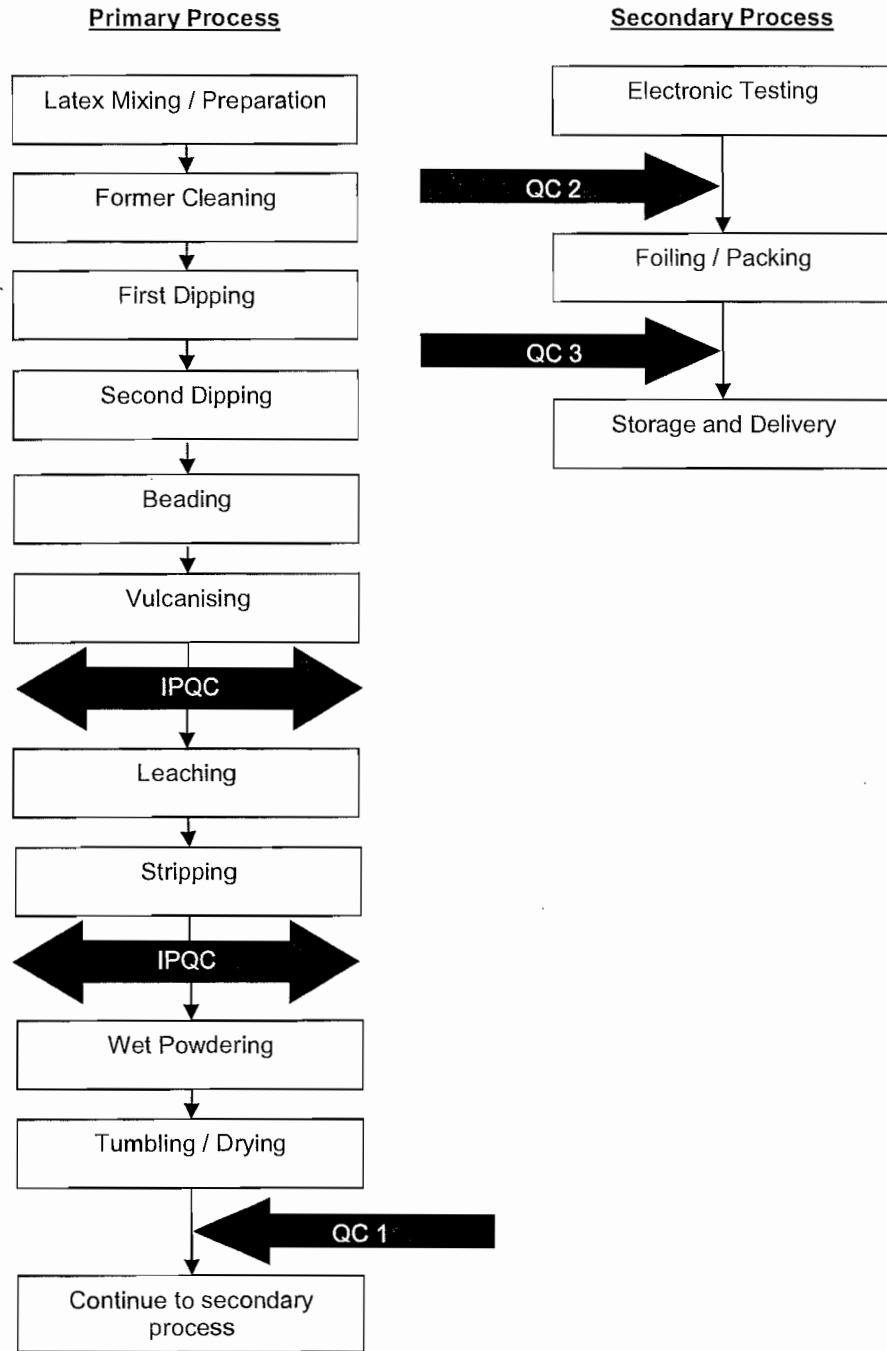 Primary Process
Latex Mixing / Preparation
Former Cleaning
First Dipping
Second Dipping
Beading
Vulcanising
IPQC
Leaching
Stripping
IPQC
Wet Powdering
Tumbling / Drying
QC 1
Continue to secondary
process
Secondary Process
Electronic Testing
QC 2
Foiling / Packing
QC 3
Storage and Delivery